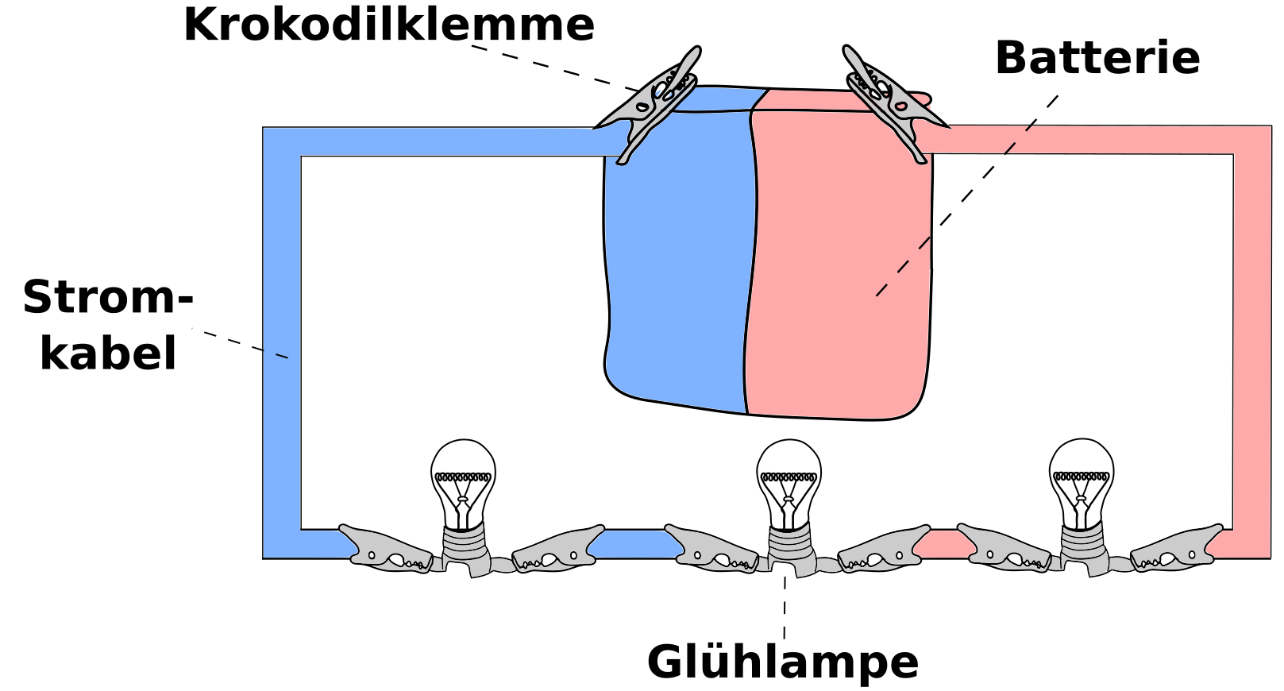 Krokodilklemme
Batterie
Strom-
kabel
Glühlampe